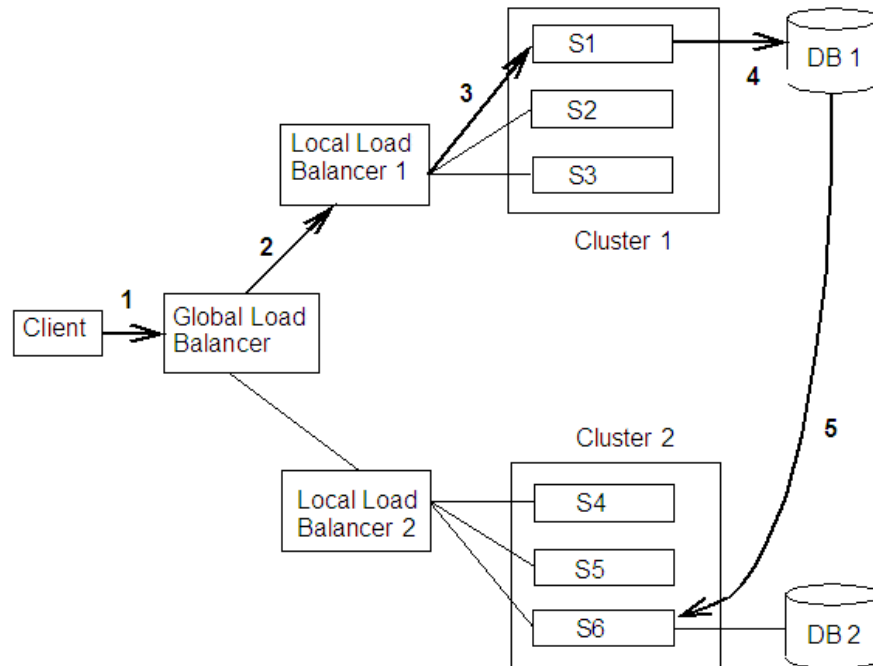 S1
DB 1
4
3
S2
Local Load
Balancer 1
S3
Cluster 1
2
1
Client
Global Load
Balancer
Cluster 2
5
Local Load
Balancer 2
S4
S5
S6
DB 2